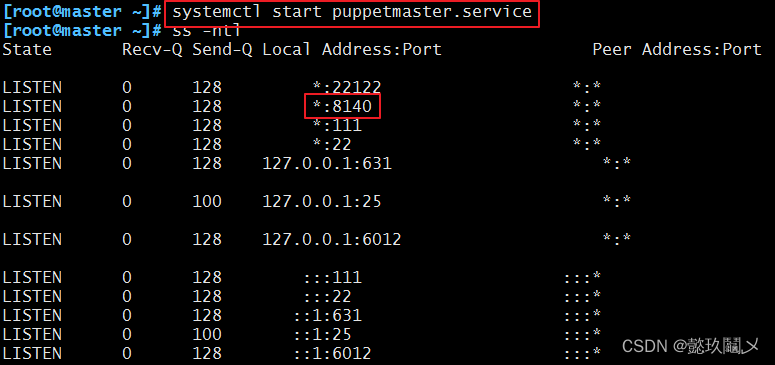 [root@master ~]# systemctl start puppetmaster.service
[root@master ~]# ss -ntl
State Recv-Q Send-Q Local Address:Port Peer Address:Port
LISTEN 0 128 *:22122 *:*
LISTEN 0 128 *:8140 *:*
LISTEN 0 128 *:111 *:*
LISTEN 0 128 *:22 *:*
LISTEN 0 128 127.0.0.1:631 *:*
LISTEN 0 100 127.0.0.1:25 *:*
LISTEN 0 128 127.0.0.1:6012 *:*
LISTEN 0 128 :::111 :::*
LISTEN 0 128 :::22 :::*
LISTEN 0 128 ::1:631 :::*
LISTEN 0 100 ::1:25 :::*
LISTEN 0 128 ::1:6012 :::*
CSDN @懿玖